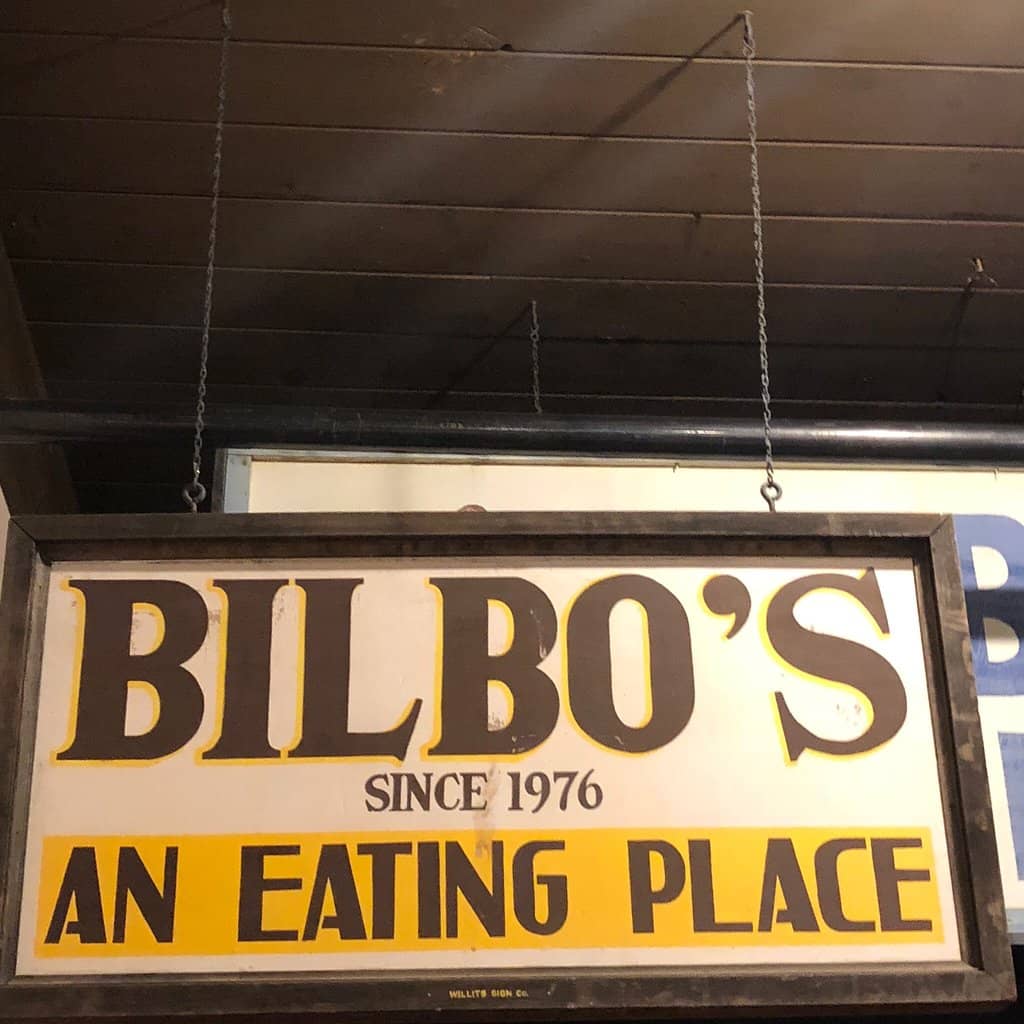 BILBO'S
SINCE 1976
AN EATING PLACE
WILLITS SIGN CO.
B